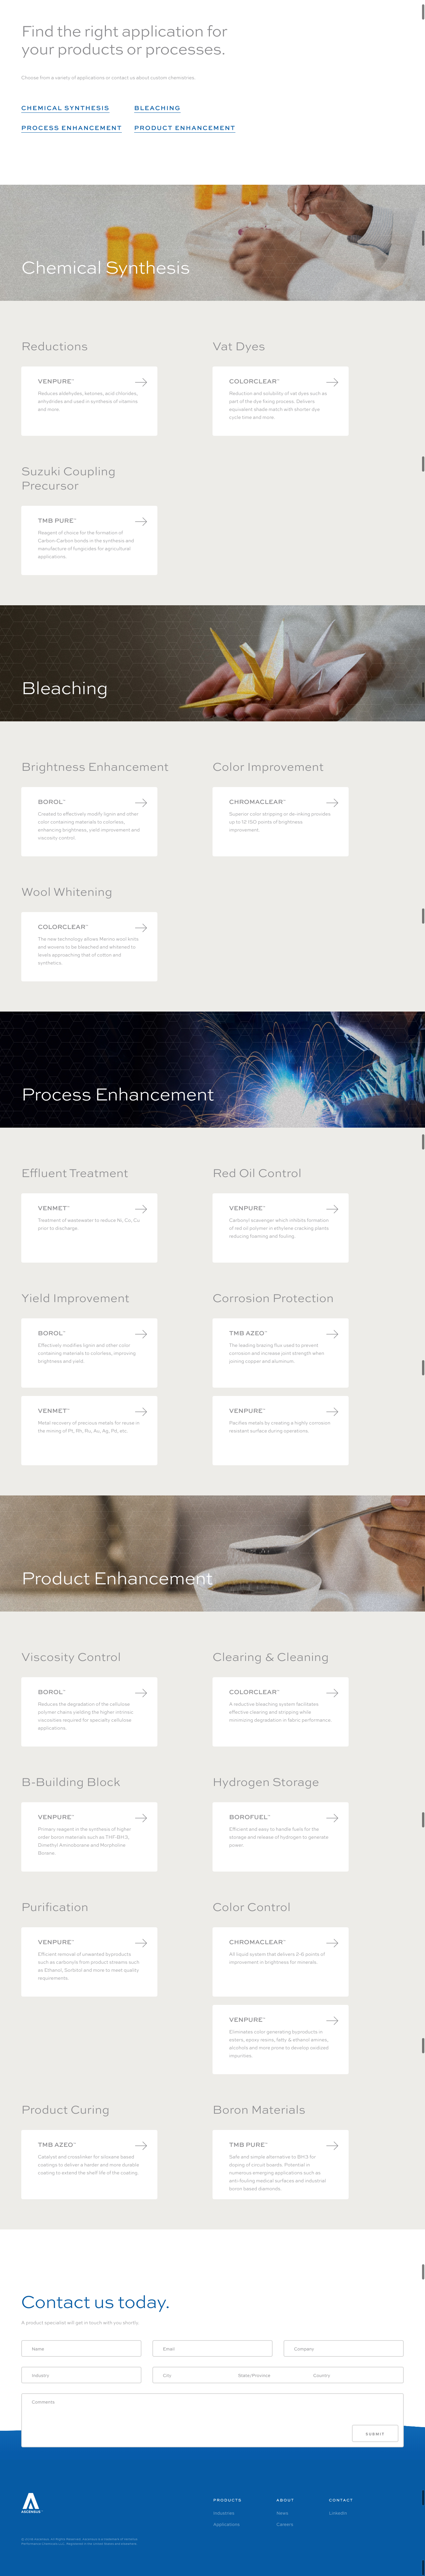 Find the right application for
your products or processes.
Choose from a variety of applications or contact us about custom chemistries.
CHEMICAL SYNTHESIS
BLEACHING
PROCESS ENHANCEMENT
PRODUCT ENHANCEMENT
Chemical Synthesis
Reductions
VENPURE™
Reduces aldehydes, ketones, acid chlorides,
anhydrides and used in synthesis of vitamins
and more.
Vat Dyes
COLORCLEAR™
Reduction and solubility of vat dyes such as
part of the dye fixing process. Delivers
equivalent shade match with shorter dye
cycle time and more.
Suzuki Coupling
Precursor
TMB PURE™
Reagent of choice for the formation of
Carbon-Carbon bonds in the synthesis and
manufacture of fungicides for agricultural
applications.
Bleaching
Brightness Enhancement
BOROL™
Created to effectively modify lignin and other
color containing materials to colorless,
enhancing brightness, yield improvement and
viscosity control.
Color Improvement
CHROMACLEAR™
Superior color stripping or de-inking provides
up to 12 ISO points of brightness
improvement.
Wool Whitening
COLORCLEAR™
The new technology allows Merino wool knits
and wovens to be bleached and whitened to
levels approaching that of cotton and
synthetics.
Process Enhancement
Effluent Treatment
VENMET™
Treatment of wastewater to reduce Ni, Co, Cu
prior to discharge.
Red Oil Control
VENPURE™
Carbonyl scavenger which inhibits formation
of red oil polymer in ethylene cracking plants
reducing foaming and fouling.
Yield Improvement
BOROL™
Effectively modifies lignin and other color
containing materials to colorless, improving
brightness and yield.
VENMET™
Metal recovery of precious metals for reuse in
the mining of Pt, Rh, Ru, Au, Ag, Pd, etc.
Corrosion Protection
TMB AZEO™
The leading brazing flux used to prevent
corrosion and increase joint strength when
joining copper and aluminum.
VENPURE™
Pacifies metals by creating a highly corrosion
resistant surface during operations.
Product Enhancement
Viscosity Control
BOROL™
Reduces the degradation of the cellulose
polymer chains yielding the higher intrinsic
viscosities required for specialty cellulose
applications.
Clearing & Cleaning
COLORCLEAR™
A reductive bleaching system facilitates
effective clearing and stripping while
minimizing degradation in fabric performance.
B-Building Block
VENPURE™
Primary reagent in the synthesis of higher
order boron materials such as THF-BH3,
Dimethyl Aminoborane and Morpholine
Borane.
Hydrogen Storage
BOROFUEL™
Efficient and easy to handle fuels for the
storage and release of hydrogen to generate
power.
Purification
VENPURE™
Efficient removal of unwanted byproducts
such as carbonyls from product streams such
as Ethanol, Sorbitol and more to meet quality
requirements.
Color Control
CHROMACLEAR™
All liquid system that delivers 2-6 points of
improvement in brightness for minerals.
VENPURE™
Eliminates color generating byproducts in
esters, epoxy resins, fatty & ethanol amines,
alcohols and more prone to develop oxidized
impurities.
Product Curing
TMB AZEO™
Catalyst and crosslinker for siloxane based
coatings to deliver a harder and more durable
coating to extend the shelf life of the coating.
Boron Materials
TMB PURE™
Safe and simple alternative to BH3 for
doping of circuit boards. Potential in
numerous emerging applications such as
anti-fouling medical surfaces and industrial
boron based diamonds.
Contact us today.
A product specialist will get in touch with you shortly.
Name
Email
Company
Industry
City
State/Province
Country
Comments
SUBMIT
ASCENSUS™
PRODUCTS
Industries
Applications
ABOUT
News
Careers
CONTACT
LinkedIn